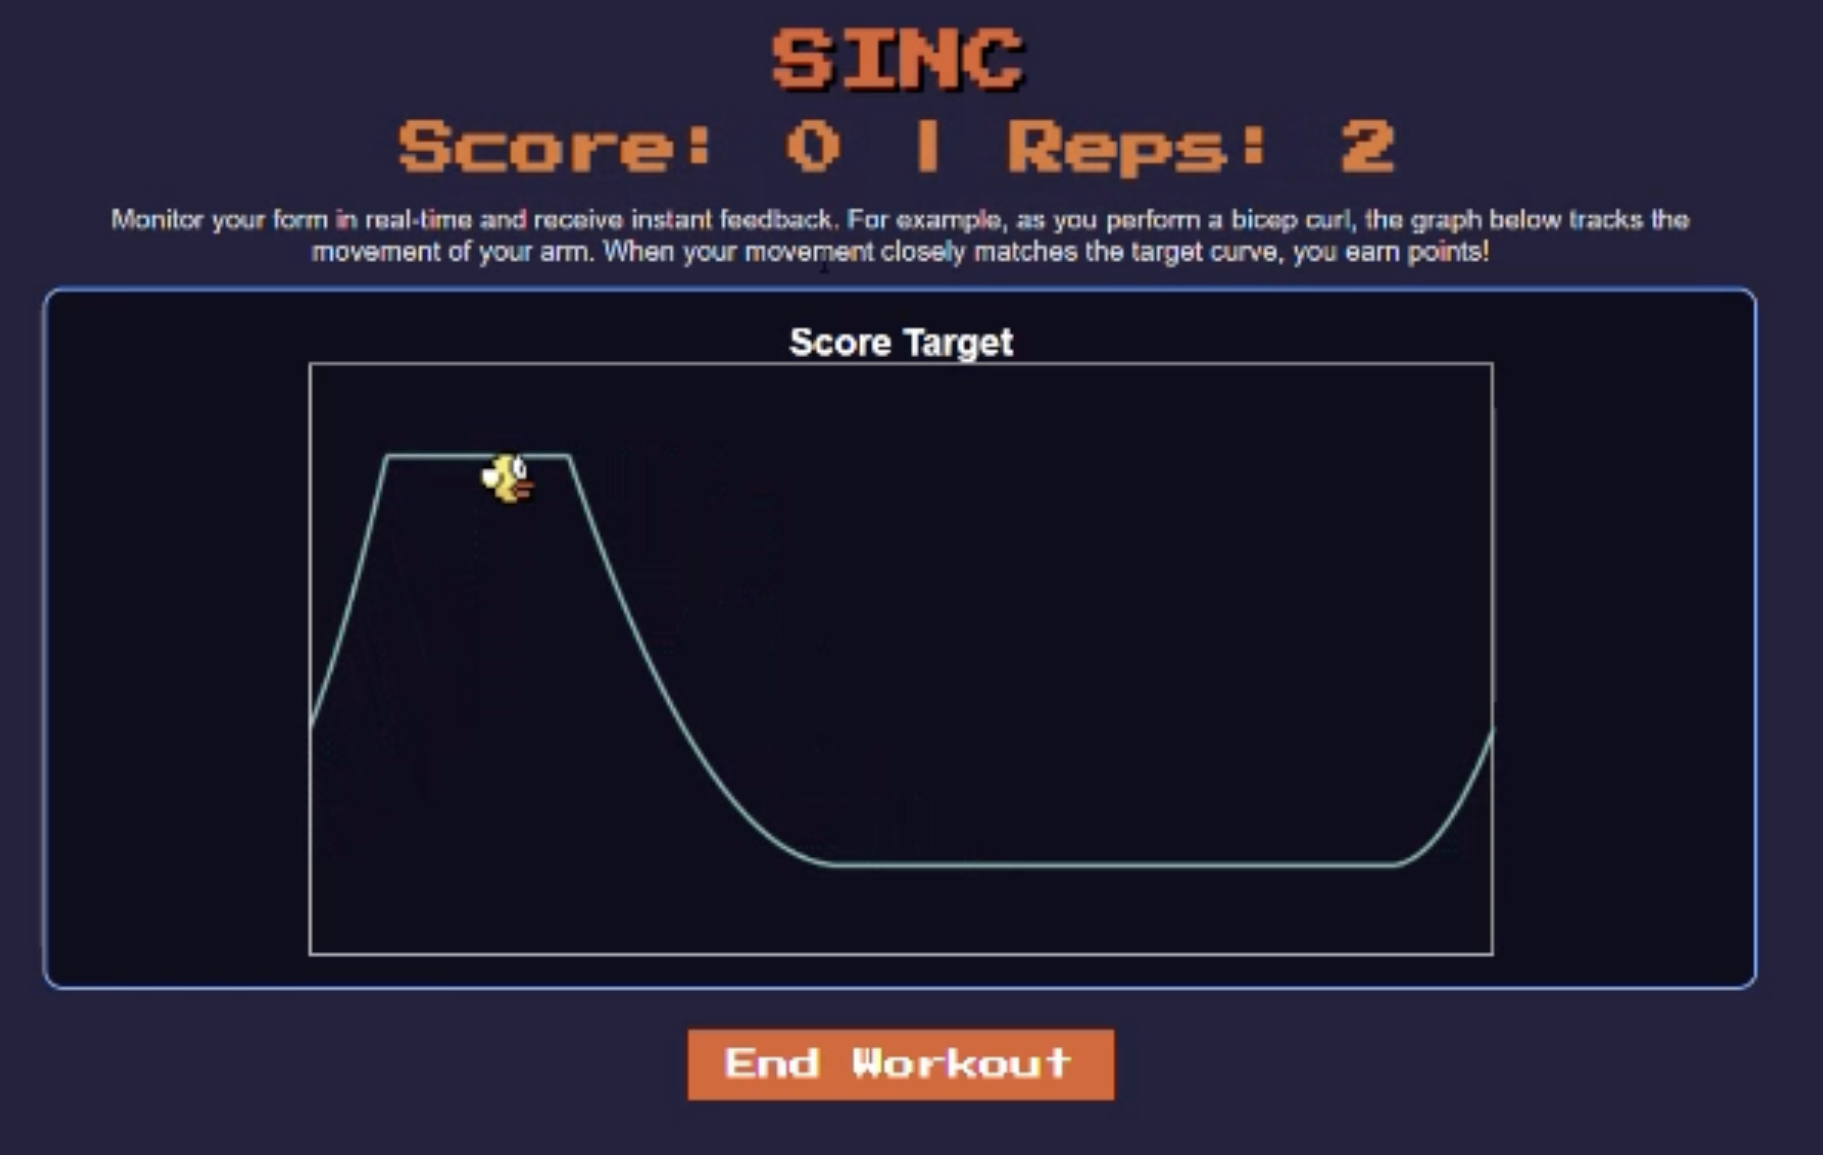 SINC
Score: 0 | Reps: 2
Monitor your form in real-time and receive instant feedback. For example, as you perform a bicep curl, the graph below tracks the
movement of your arm. When your movement closely matches the target curve, you earn points!
Score Target
End Workout